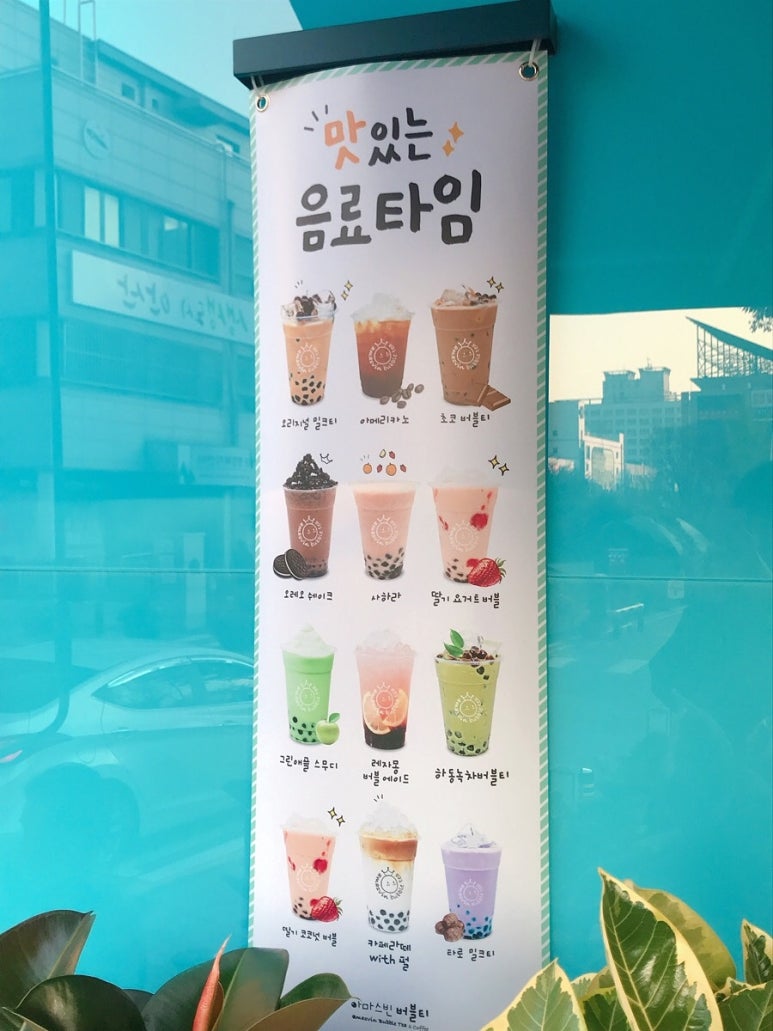 맛있는
음료타임
오리지널 밀크티
아메리카노
초코 버블티
오레오 쉐이크
사하라
딸기 요거트 버블
그린애플 스무디
레자몽
버블 에이드
하동녹차버블티
딸기 코코넛 버블
카페라떼
with 펄
타로 밀크티
아마스빈 버블티
amasvin Bubble TEA & Coffee